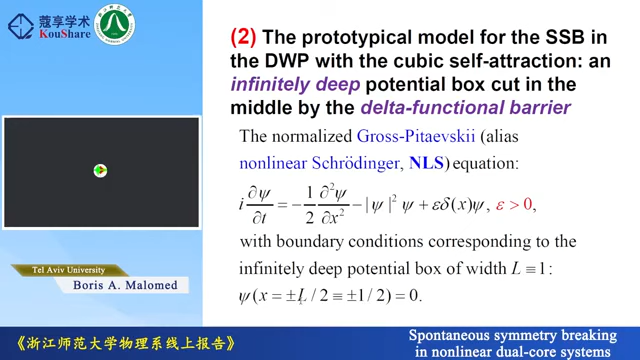 蔻享学术
KouShare
(2) The prototypical model for the SSB in
the DWP with the cubic self-attraction: an
infinitely deep potential box cut in the
middle by the delta-functional barrier
The normalized Gross-Pitaevskii (alias
nonlinear Schrödinger, NLS) equation:
i ∂ψ/∂t = − 1/2 ∂²ψ/∂x² − |ψ|² ψ + εδ(x)ψ, ε > 0,
with boundary conditions corresponding to the
infinitely deep potential box of width L ≡ 1:
ψ(x = ±L / 2 ≡ ±1 / 2) = 0.
Tel Aviv University
Boris A. Malomed
《浙江师范大学物理系线上报告》
Spontaneous symmetry breaking
in nonlinear dual-core systems